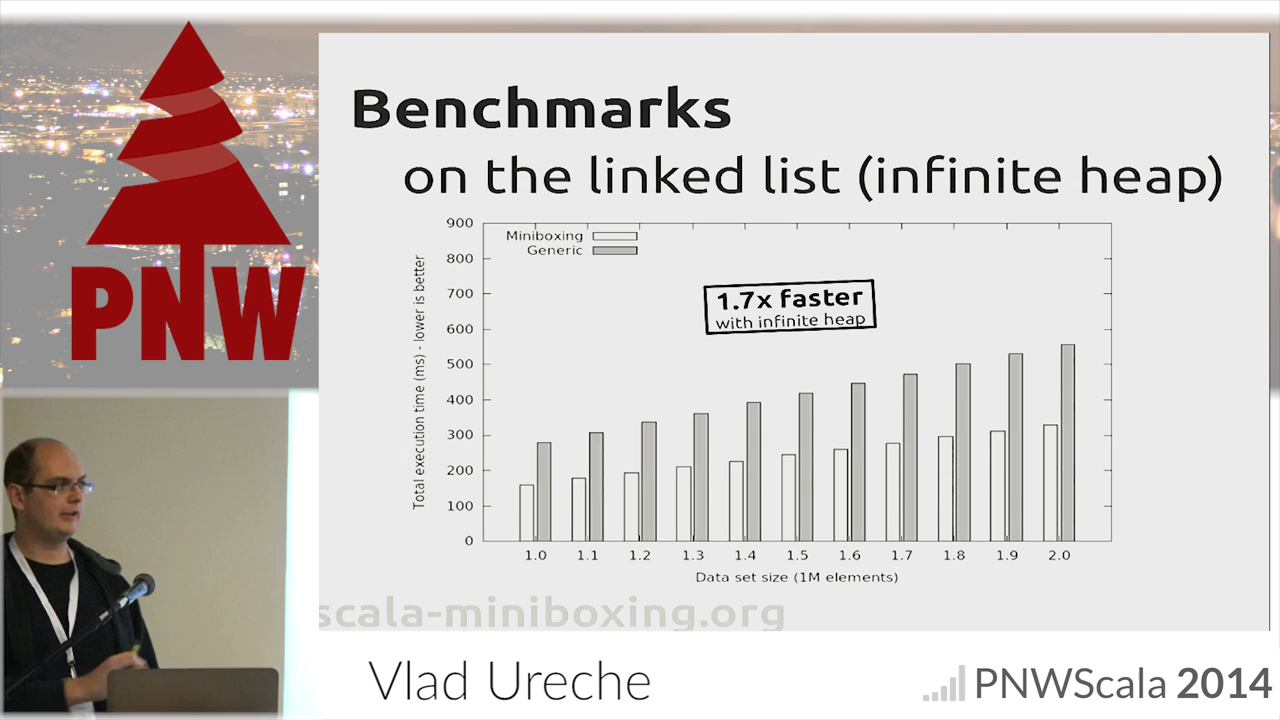 PNW
Benchmarks
on the linked list (infinite heap)
Total execution time (ms) - lower is better
900
800
700
600
500
400
300
200
100
0
Miniboxing
Generic
1.7x faster
with infinite heap
1.0 1.1 1.2 1.3 1.4 1.5 1.6 1.7 1.8 1.9 2.0
Data set size (1M elements)
scala-miniboxing.org
Vlad Ureche
PNWScala 2014